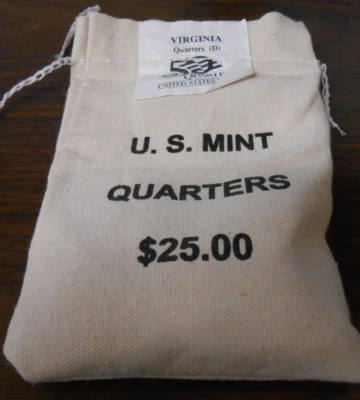 VIRGINIA
Quarters (D)
UNITED STATES
U. S. MINT
QUARTERS
$25.00